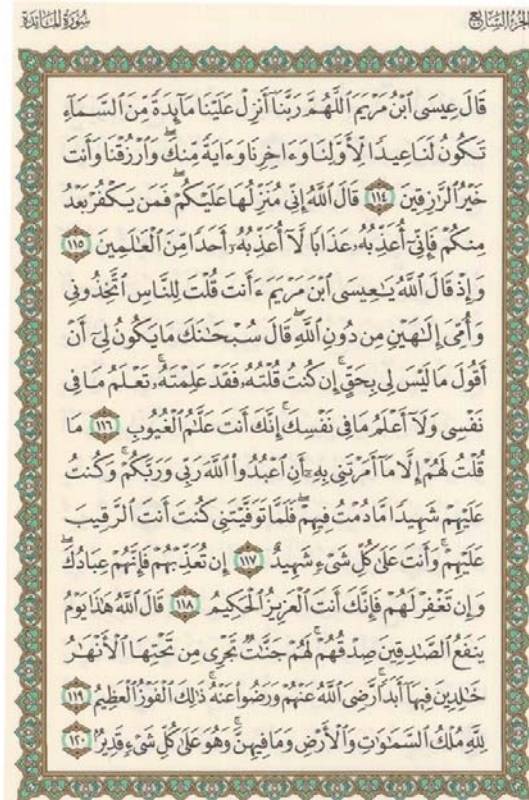 الجزء السابع
سورة المائدة
قَالَ عِيسَى ٱبْنُ مَرْيَمَ ٱللَّهُمَّ رَبَّنَآ أَنزِلْ عَلَيْنَا مَآئِدَةً مِّنَ ٱلسَّمَآءِ
تَكُونُ لَنَا عِيدًا لِّأَوَّلِنَا وَءَاخِرِنَا وَءَايَةً مِّنكَۖ وَٱرْزُقْنَا وَأَنتَ
خَيْرُ ٱلرَّٰزِقِينَ ١١٤ قَالَ ٱللَّهُ إِنِّى مُنَزِّلُهَا عَلَيْكُمْۖ فَمَن يَكْفُرْ بَعْدُ
مِنكُمْ فَإِنِّىٓ أُعَذِّبُهُۥ عَذَابًا لَّآ أُعَذِّبُهُۥٓ أَحَدًا مِّنَ ٱلْعَٰلَمِينَ ١١٥
وَإِذْ قَالَ ٱللَّهُ يَٰعِيسَى ٱبْنَ مَرْيَمَ ءَأَنتَ قُلْتَ لِلنَّاسِ ٱتَّخِذُونِى
وَأُمِّىَ إِلَٰهَيْنِ مِن دُونِ ٱللَّهِۖ قَالَ سُبْحَٰنَكَ مَا يَكُونُ لِىٓ أَنْ
أَقُولَ مَا لَيْسَ لِى بِحَقٍّۚ إِن كُنتُ قُلْتُهُۥ فَقَدْ عَلِمْتَهُۥۚ تَعْلَمُ مَا فِى
نَفْسِى وَلَآ أَعْلَمُ مَا فِى نَفْسِكَۚ إِنَّكَ أَنتَ عَلَّٰمُ ٱلْغُيُوبِ ١١٦ مَا
قُلْتُ لَهُمْ إِلَّا مَآ أَمَرْتَنِى بِهِۦٓ أَنِ ٱعْبُدُوا۟ ٱللَّهَ رَبِّى وَرَبَّكُمْۚ وَكُنتُ
عَلَيْهِمْ شَهِيدًا مَّا دُمْتُ فِيهِمْۖ فَلَمَّا تَوَفَّيْتَنِى كُنتَ أَنتَ ٱلرَّقِيبَ
عَلَيْهِمْۚ وَأَنتَ عَلَىٰ كُلِّ شَىْءٍ شَهِيدٌ ١١٧ إِن تُعَذِّبْهُمْ فَإِنَّهُمْ عِبَادُكَۖ
وَإِن تَغْفِرْ لَهُمْ فَإِنَّكَ أَنتَ ٱلْعَزِيزُ ٱلْحَكِيمُ ١١٨ قَالَ ٱللَّهُ هَٰذَا يَوْمُ
يَنفَعُ ٱلصَّٰدِقِينَ صِدْقُهُمْۚ لَهُمْ جَنَّٰتٌ تَجْرِى مِن تَحْتِهَا ٱلْأَنْهَٰرُ
خَٰلِدِينَ فِيهَآ أَبَدًاۚ رَّضِىَ ٱللَّهُ عَنْهُمْ وَرَضُوا۟ عَنْهُۚ ذَٰلِكَ ٱلْفَوْزُ ٱلْعَظِيمُ ١١٩
لِلَّهِ مُلْكُ ٱلسَّمَٰوَٰتِ وَٱلْأَرْضِ وَمَا فِيهِنَّۚ وَهُوَ عَلَىٰ كُلِّ شَىْءٍ قَدِيرٌۢ ١٢٠